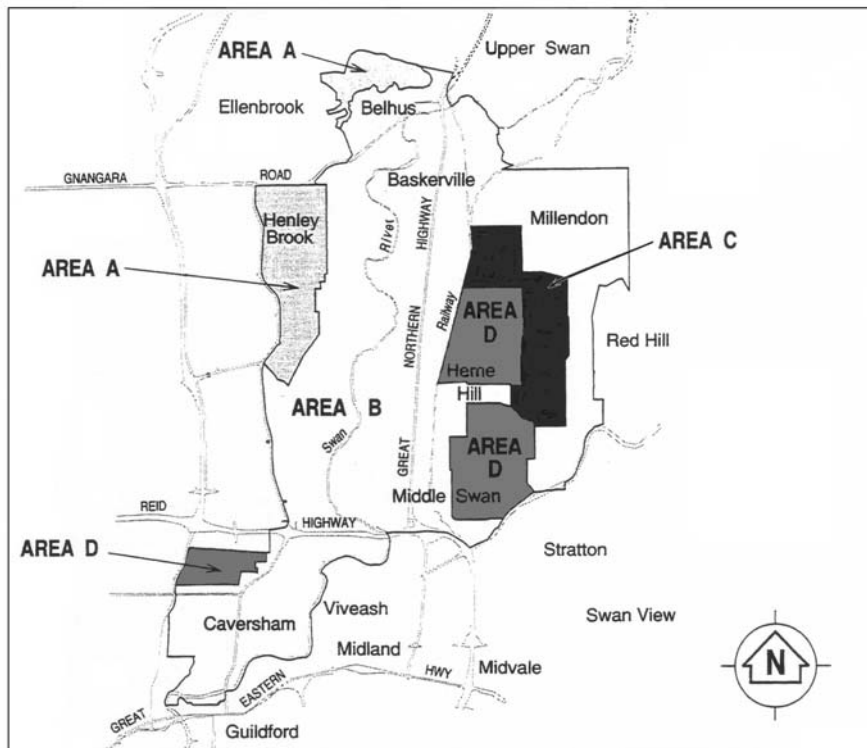 AREA A
Upper Swan
Ellenbrook
Belhus
GNANGARA ROAD
Baskerville
Henley
Brook
River
HIGHWAY
Millendon
AREA C
AREA A
AREA
D
Railway
NORTHERN
Red Hill
Herne
Hill
AREA B
Swan
AREA
D
GREAT
Middle Swan
REID HIGHWAY
AREA D
Stratton
Caversham
Viveash
Swan View
Midland
Midvale
N
GREAT EASTERN HWY
Guildford